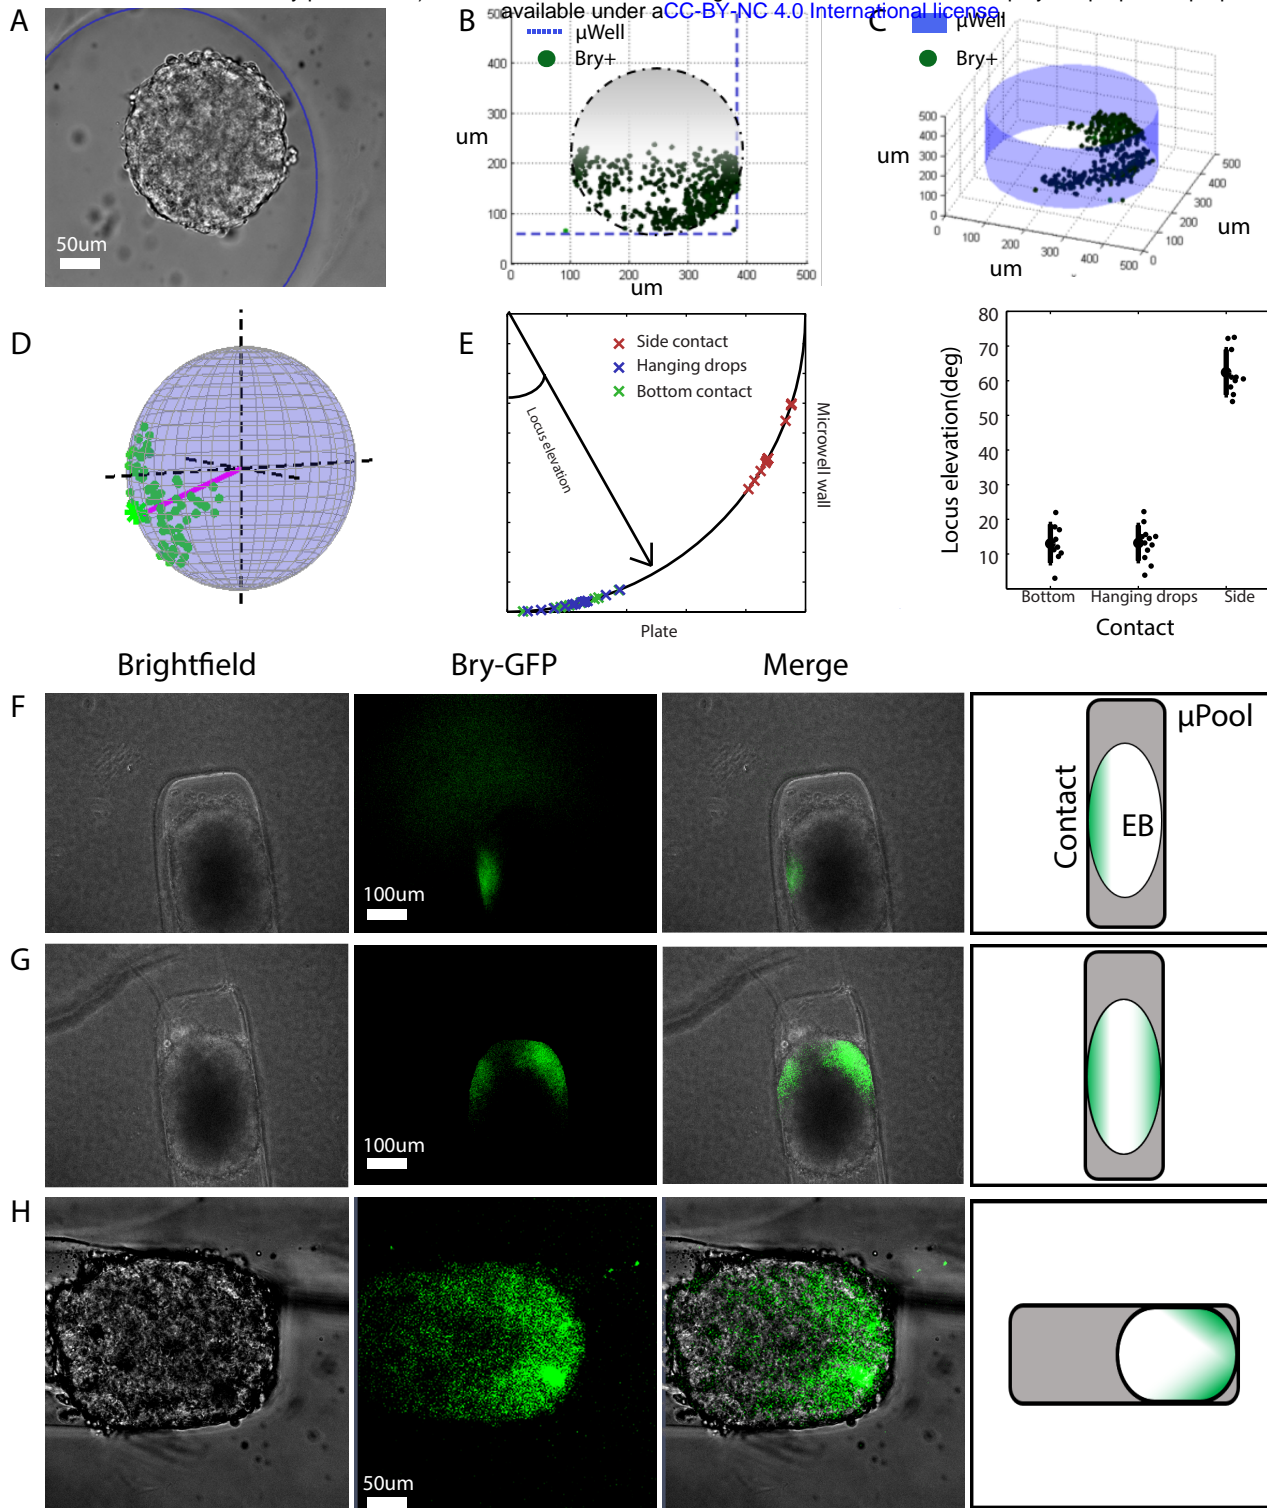 available under aCC-BY-NC 4.0 International license.
A
50um
B
µWell
Bry+
500
400
300
200
100
0
um
0 100 200 300 400 500
um
C
µWell
Bry+
500
400
300
200
100
0
um
0 100 200 300 400 500
um
0
100
200
300
400
500
um
D
E
Side contact
Hanging drops
Bottom contact
Locus elevation
Microwell wall
Plate
80
70
60
50
40
30
20
10
Locus elevation(deg)
Bottom Hanging drops Side
Contact
Brightfield Bry-GFP Merge
F
100um
Contact
EB
µPool
G
100um
H
50um